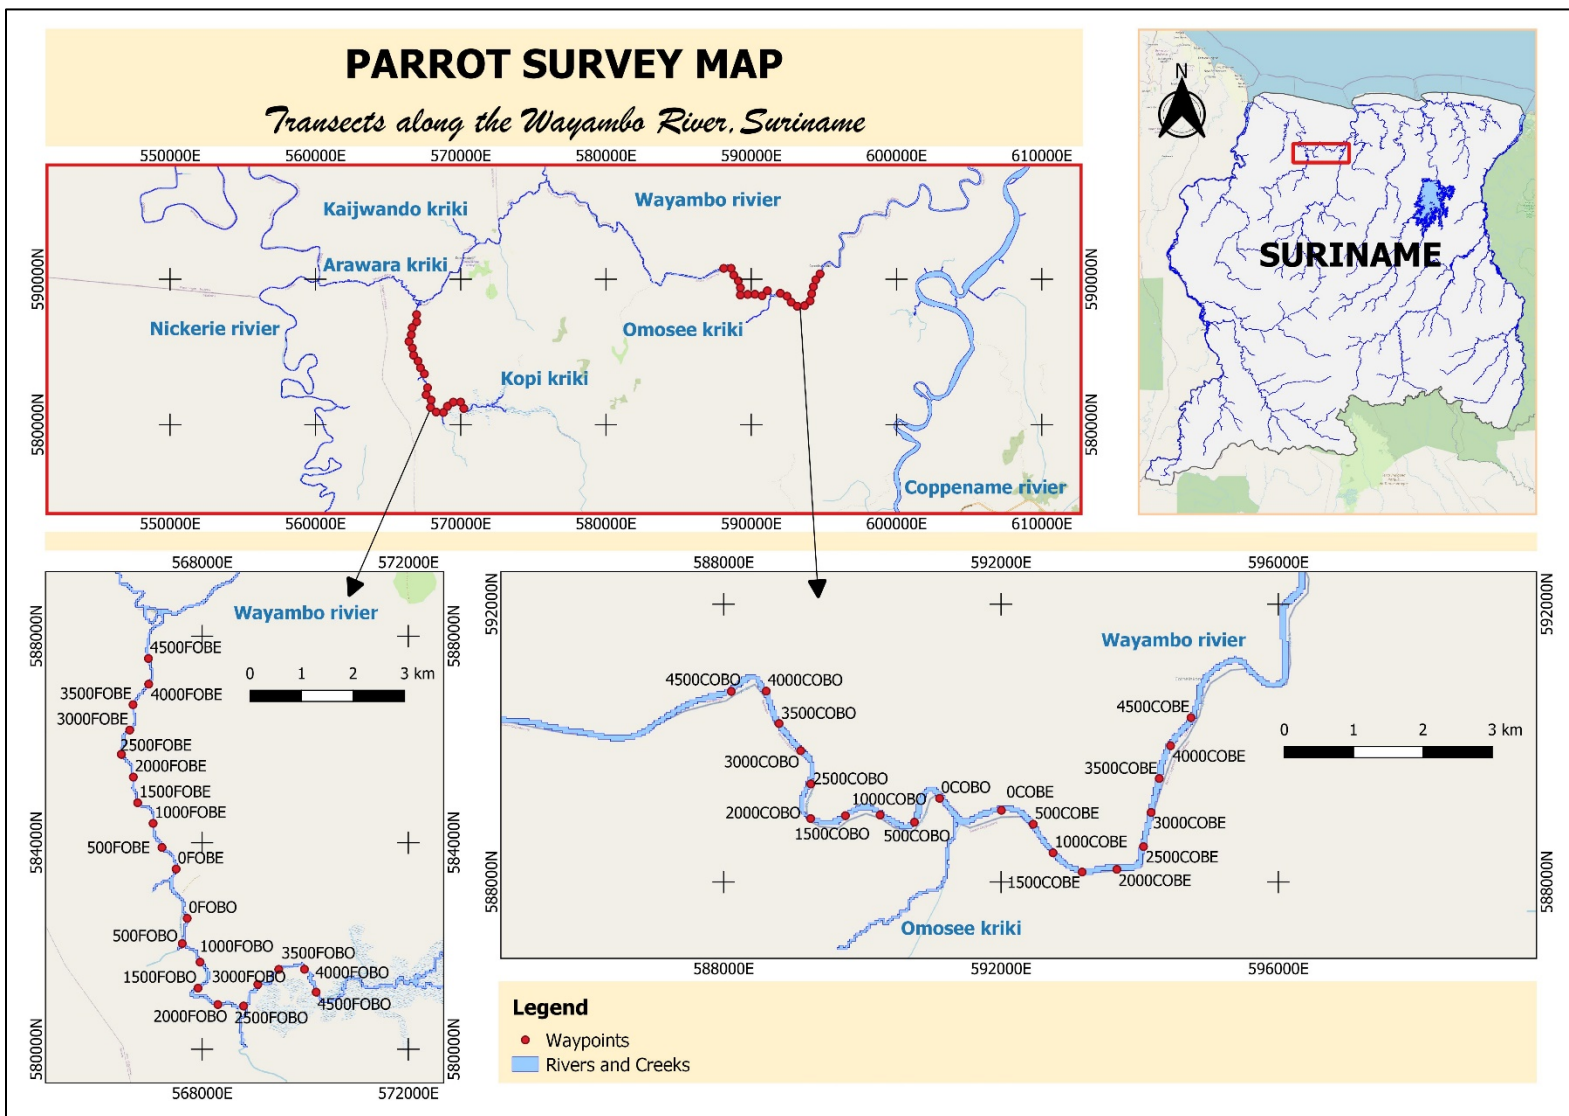 PARROT SURVEY MAP
Transects along the Wayambo River, Suriname
550000E 560000E 570000E 580000E 590000E 600000E 610000E
590000N
580000N
Kaijwando kriki
Wayambo rivier
Arawara kriki
Nickerie rivier
Omosee kriki
Kopi kriki
Coppename rivier
590000N
580000N
550000E 560000E 570000E 580000E 590000E 600000E 610000E
N
SURINAME
568000E 572000E
588000N
584000N
580000N
Wayambo rivier
0 1 2 3 km
4500FOBE
4000FOBE
3500FOBE
3000FOBE
2500FOBE
2000FOBE
1500FOBE
1000FOBE
500FOBE
0FOBE
0FOBO
500FOBO
1000FOBO
1500FOBO
2000FOBO
2500FOBO
3000FOBO
3500FOBO
4000FOBO
4500FOBO
588000N
584000N
580000N
568000E 572000E
588000E 592000E 596000E
592000N
588000N
Wayambo rivier
4500COBO
4000COBO
3500COBO
3000COBO
2500COBO
2000COBO
1500COBO
1000COBO
500COBO
0COBO
0COBE
500COBE
1000COBE
1500COBE
2000COBE
2500COBE
3000COBE
3500COBE
4000COBE
4500COBE
0 1 2 3 km
Omosee kriki
592000N
588000N
588000E 592000E 596000E
Legend
Waypoints
Rivers and Creeks